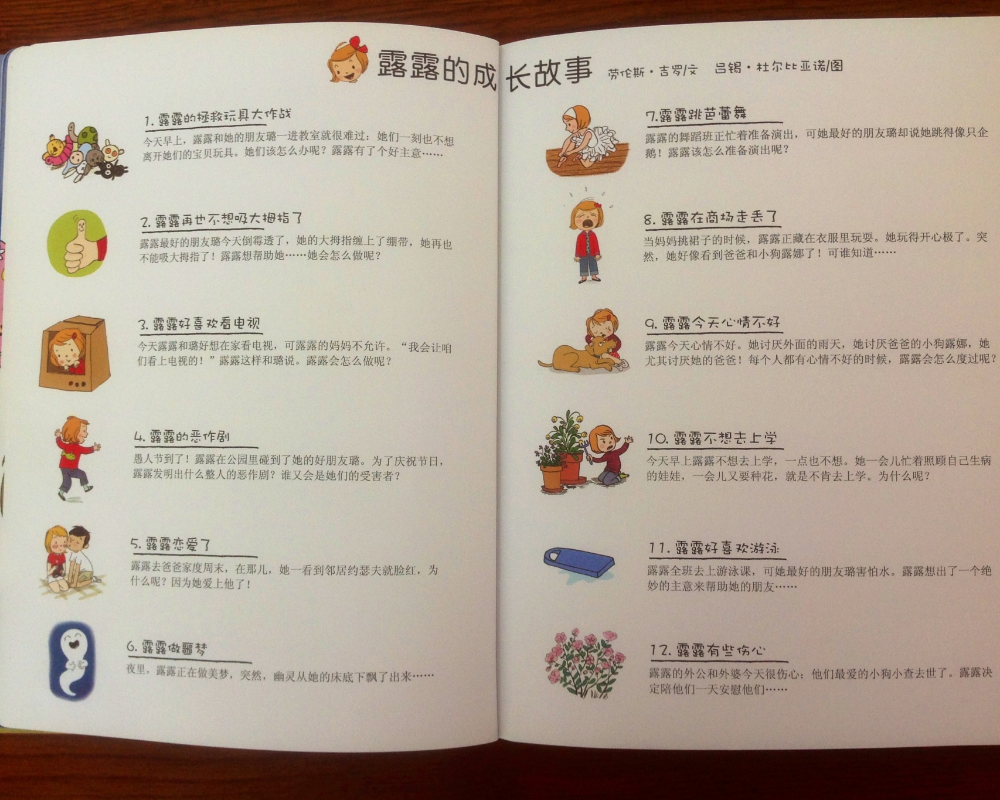 露露的成长故事 劳伦斯·吉罗/文 吕锡·杜尔比亚诺/图
1. 露露的拯救玩具大作战
今天早上，露露和她的朋友璐一进教室就很难过：她们一刻也不想
离开她们的宝贝玩具。她们该怎么办呢？露露有了个好主意……
2. 露露再也不想吸大拇指了
露露最好的朋友璐今天倒霉透了，她的大拇指缠上了绷带，她再也
不能吸大拇指了！露露想帮助她……她会怎么做呢？
3. 露露好喜欢看电视
今天露露和璐好想在家看电视，可露露的妈妈不允许。“我会让咱
们看上电视的！”露露这样和璐说。露露会怎么做呢？
4. 露露的恶作剧
愚人节到了！露露在公园里碰到了她的好朋友璐。为了庆祝节日，
露露发明出什么整人的恶作剧？谁又会是她们的受害者？
5. 露露恋爱了
露露去爸爸家度周末，在那儿，她一看到邻居约瑟夫就脸红，为
什么呢？因为她爱上他了！
6. 露露做噩梦
夜里，露露正在做美梦，突然，幽灵从她的床底下飘了出来……
7.露露跳芭蕾舞
露露的舞蹈班正忙着准备演出，可她最好的朋友璐却说她跳得像只企
鹅！露露该怎么准备演出呢？
8. 露露在商场走丢了
当妈妈挑裙子的时候，露露正藏在衣服里玩耍。她玩得开心极了。突
然，她好像看到爸爸和小狗露娜了！可谁知道……
9. 露露今天心情不好
露露今天心情不好。她讨厌外面的雨天，她讨厌爸爸的小狗露娜，她
尤其讨厌她的爸爸！每个人都有心情不好的时候，露露会怎么度过呢？
10. 露露不想去上学
今天早上露露不想去上学，一点也不想。她一会儿忙着照顾自己生病
的娃娃，一会儿又要种花，就是不肯去上学。为什么呢？
11. 露露好喜欢游泳
露露全班去上游泳课，可她最好的朋友璐害怕水。露露想出了一个绝
妙的主意来帮助她的朋友……
12. 露露有些伤心
露露的外公和外婆今天很伤心：他们最爱的小狗小查去世了。露露决
定陪他们一天安慰他们……